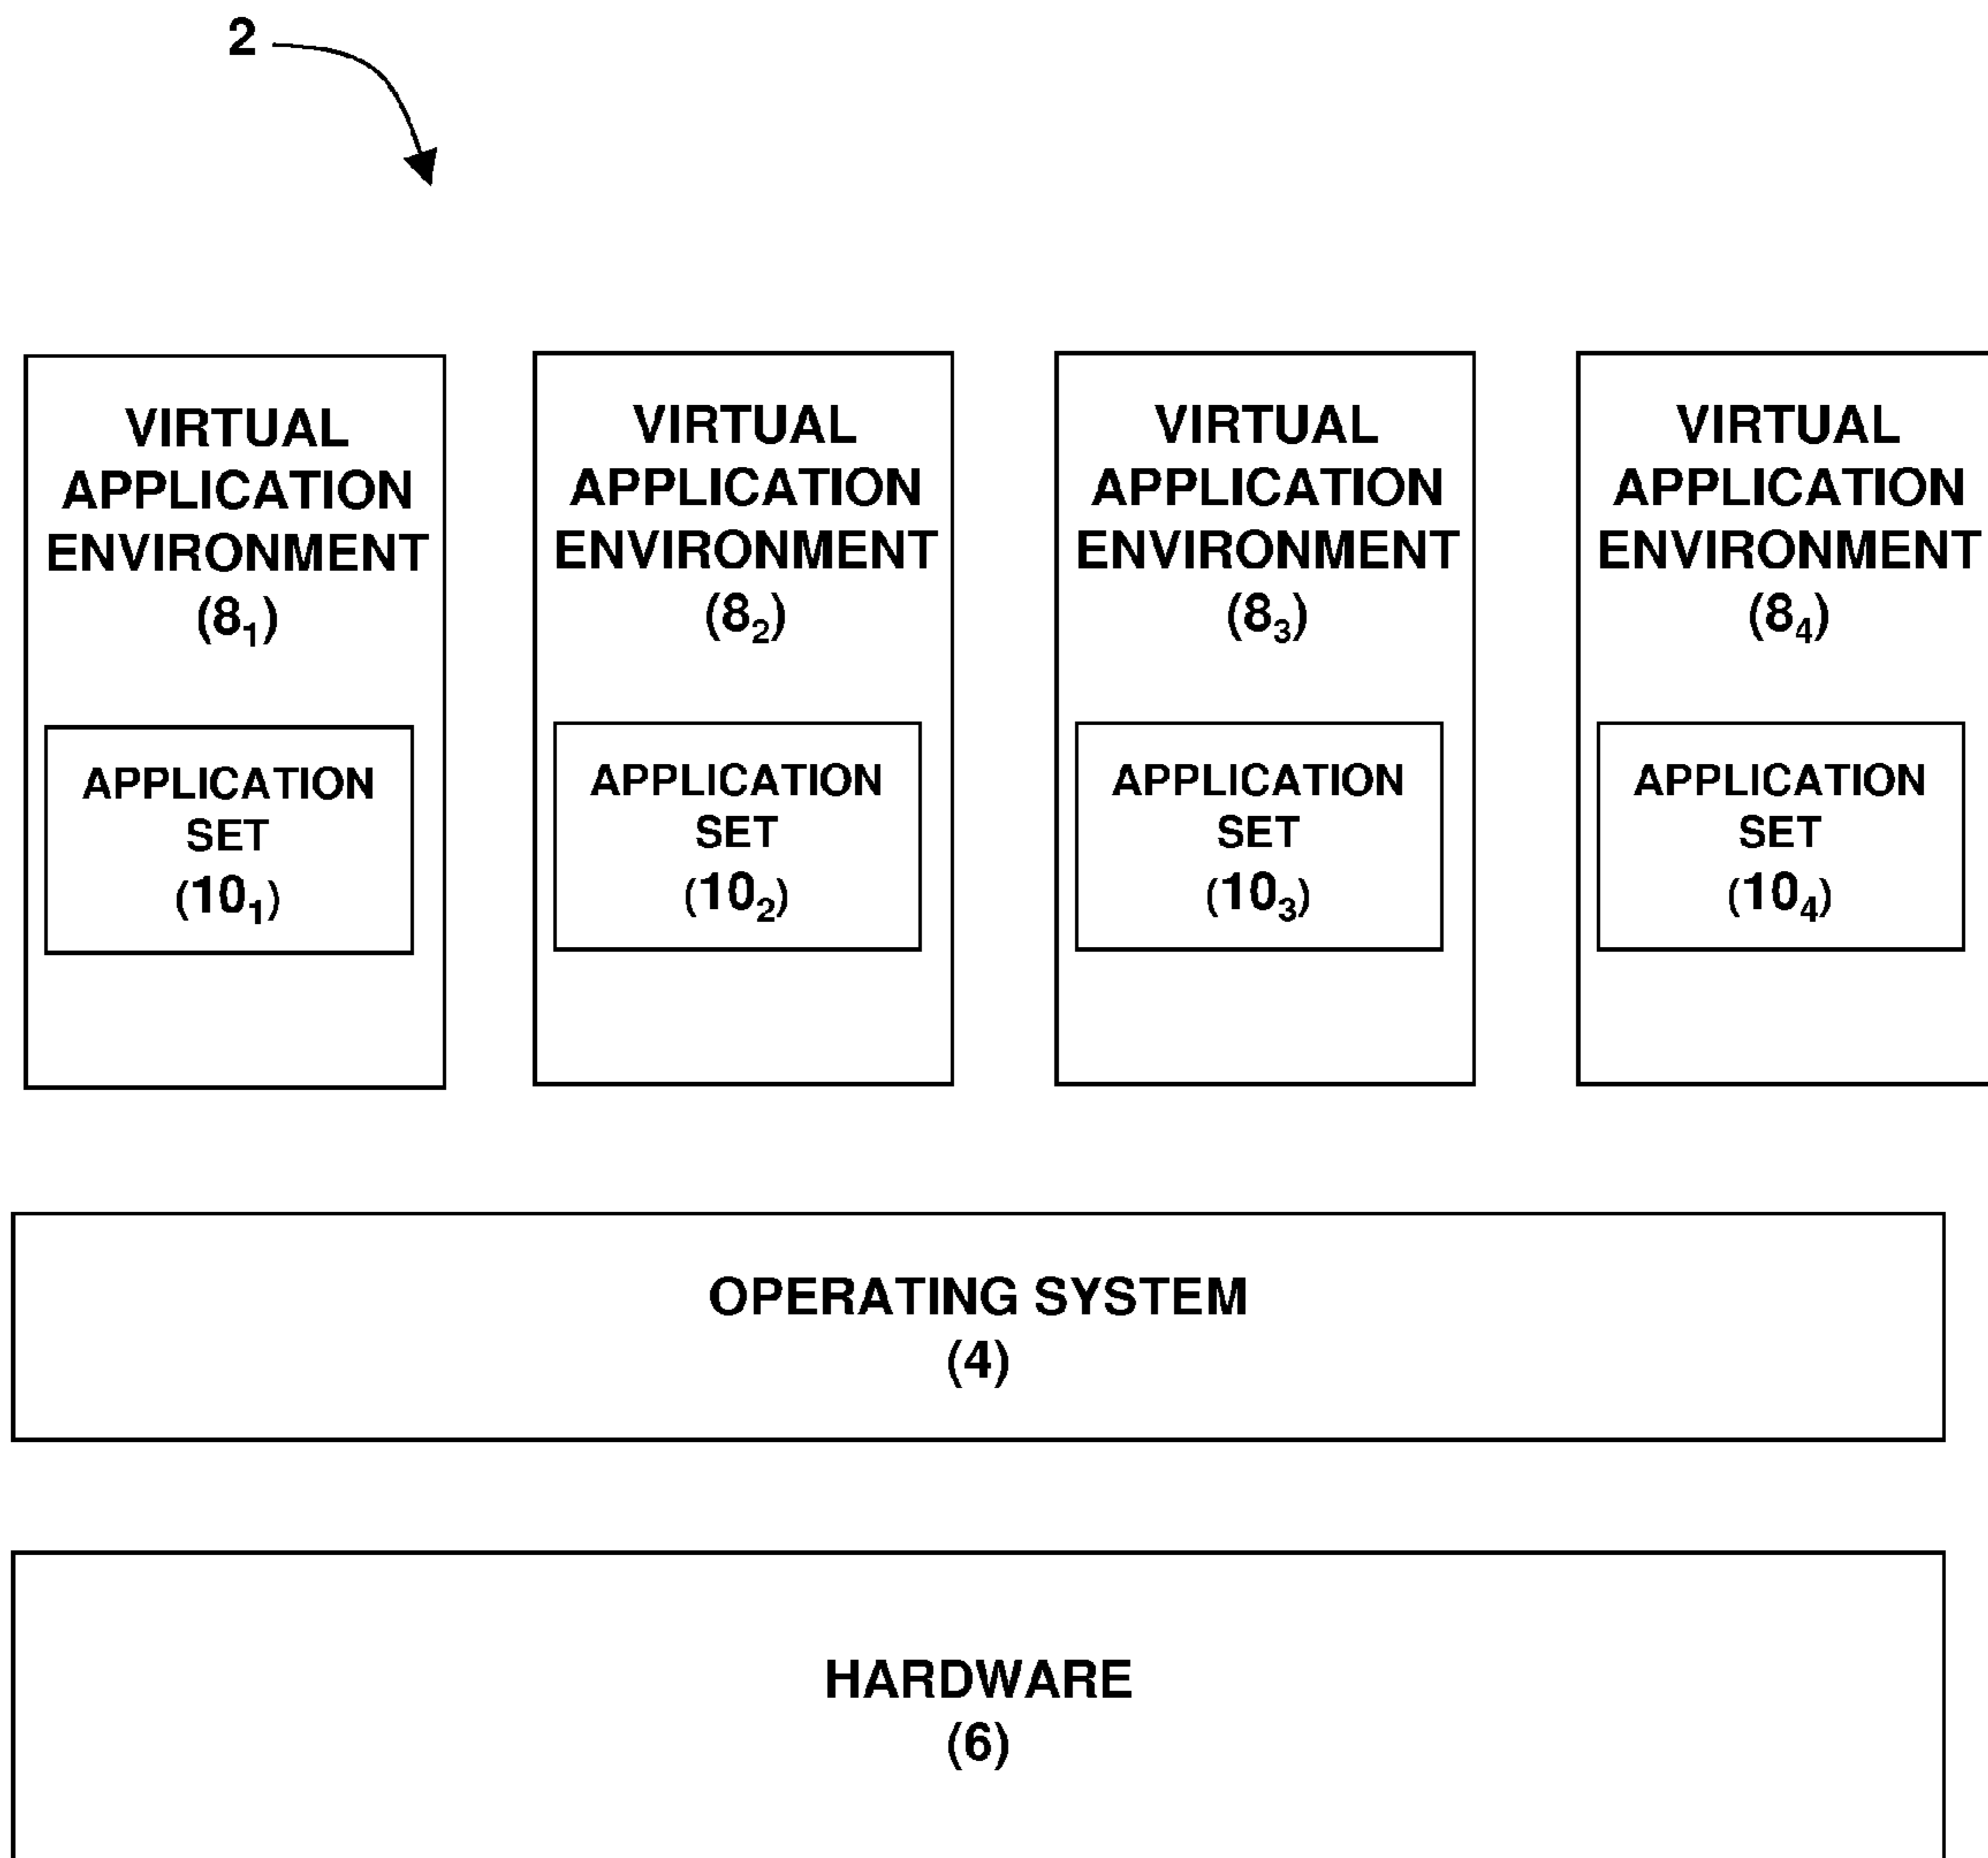 2
VIRTUAL
APPLICATION
ENVIRONMENT
(8₁)
APPLICATION
SET
(10₁)
VIRTUAL
APPLICATION
ENVIRONMENT
(8₂)
APPLICATION
SET
(10₂)
VIRTUAL
APPLICATION
ENVIRONMENT
(8₃)
APPLICATION
SET
(10₃)
VIRTUAL
APPLICATION
ENVIRONMENT
(8₄)
APPLICATION
SET
(10₄)
OPERATING SYSTEM
(4)
HARDWARE
(6)